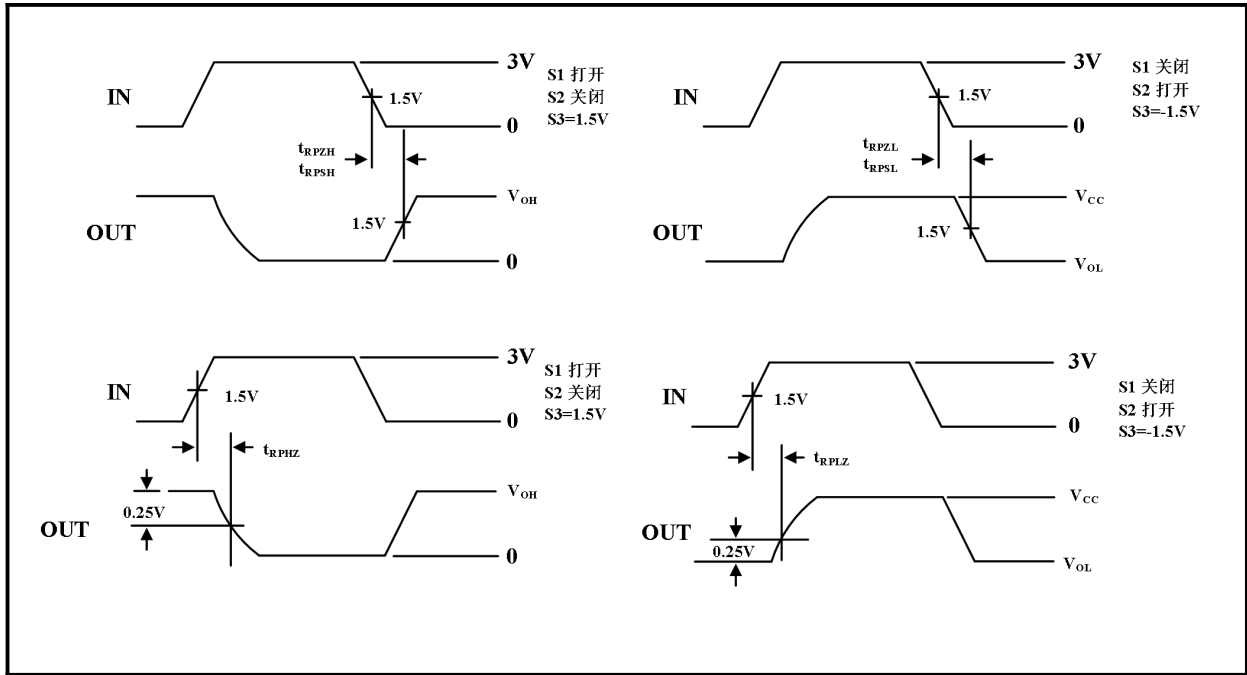 3V
S1 打开
IN
1.5V
S2 关闭
S3=1.5V
0
tRPZH
tRPSH
VOH
1.5V
OUT
0
3V
S1 关闭
IN
1.5V
S2 打开
S3=-1.5V
0
tRPZL
tRPSL
VCC
1.5V
OUT
VOL
3V
S1 打开
IN
1.5V
S2 关闭
S3=1.5V
0
tRPHZ
VOH
0.25V
OUT
0
3V
S1 关闭
IN
1.5V
S2 打开
0
S3=-1.5V
tRPLZ
VCC
OUT
0.25V
VOL